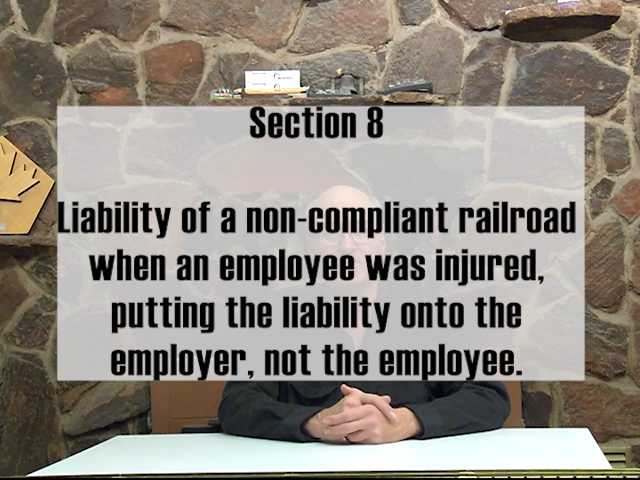 Section 8
Liability of a non-compliant railroad
when an employee was injured,
putting the liability onto the
employer, not the employee.